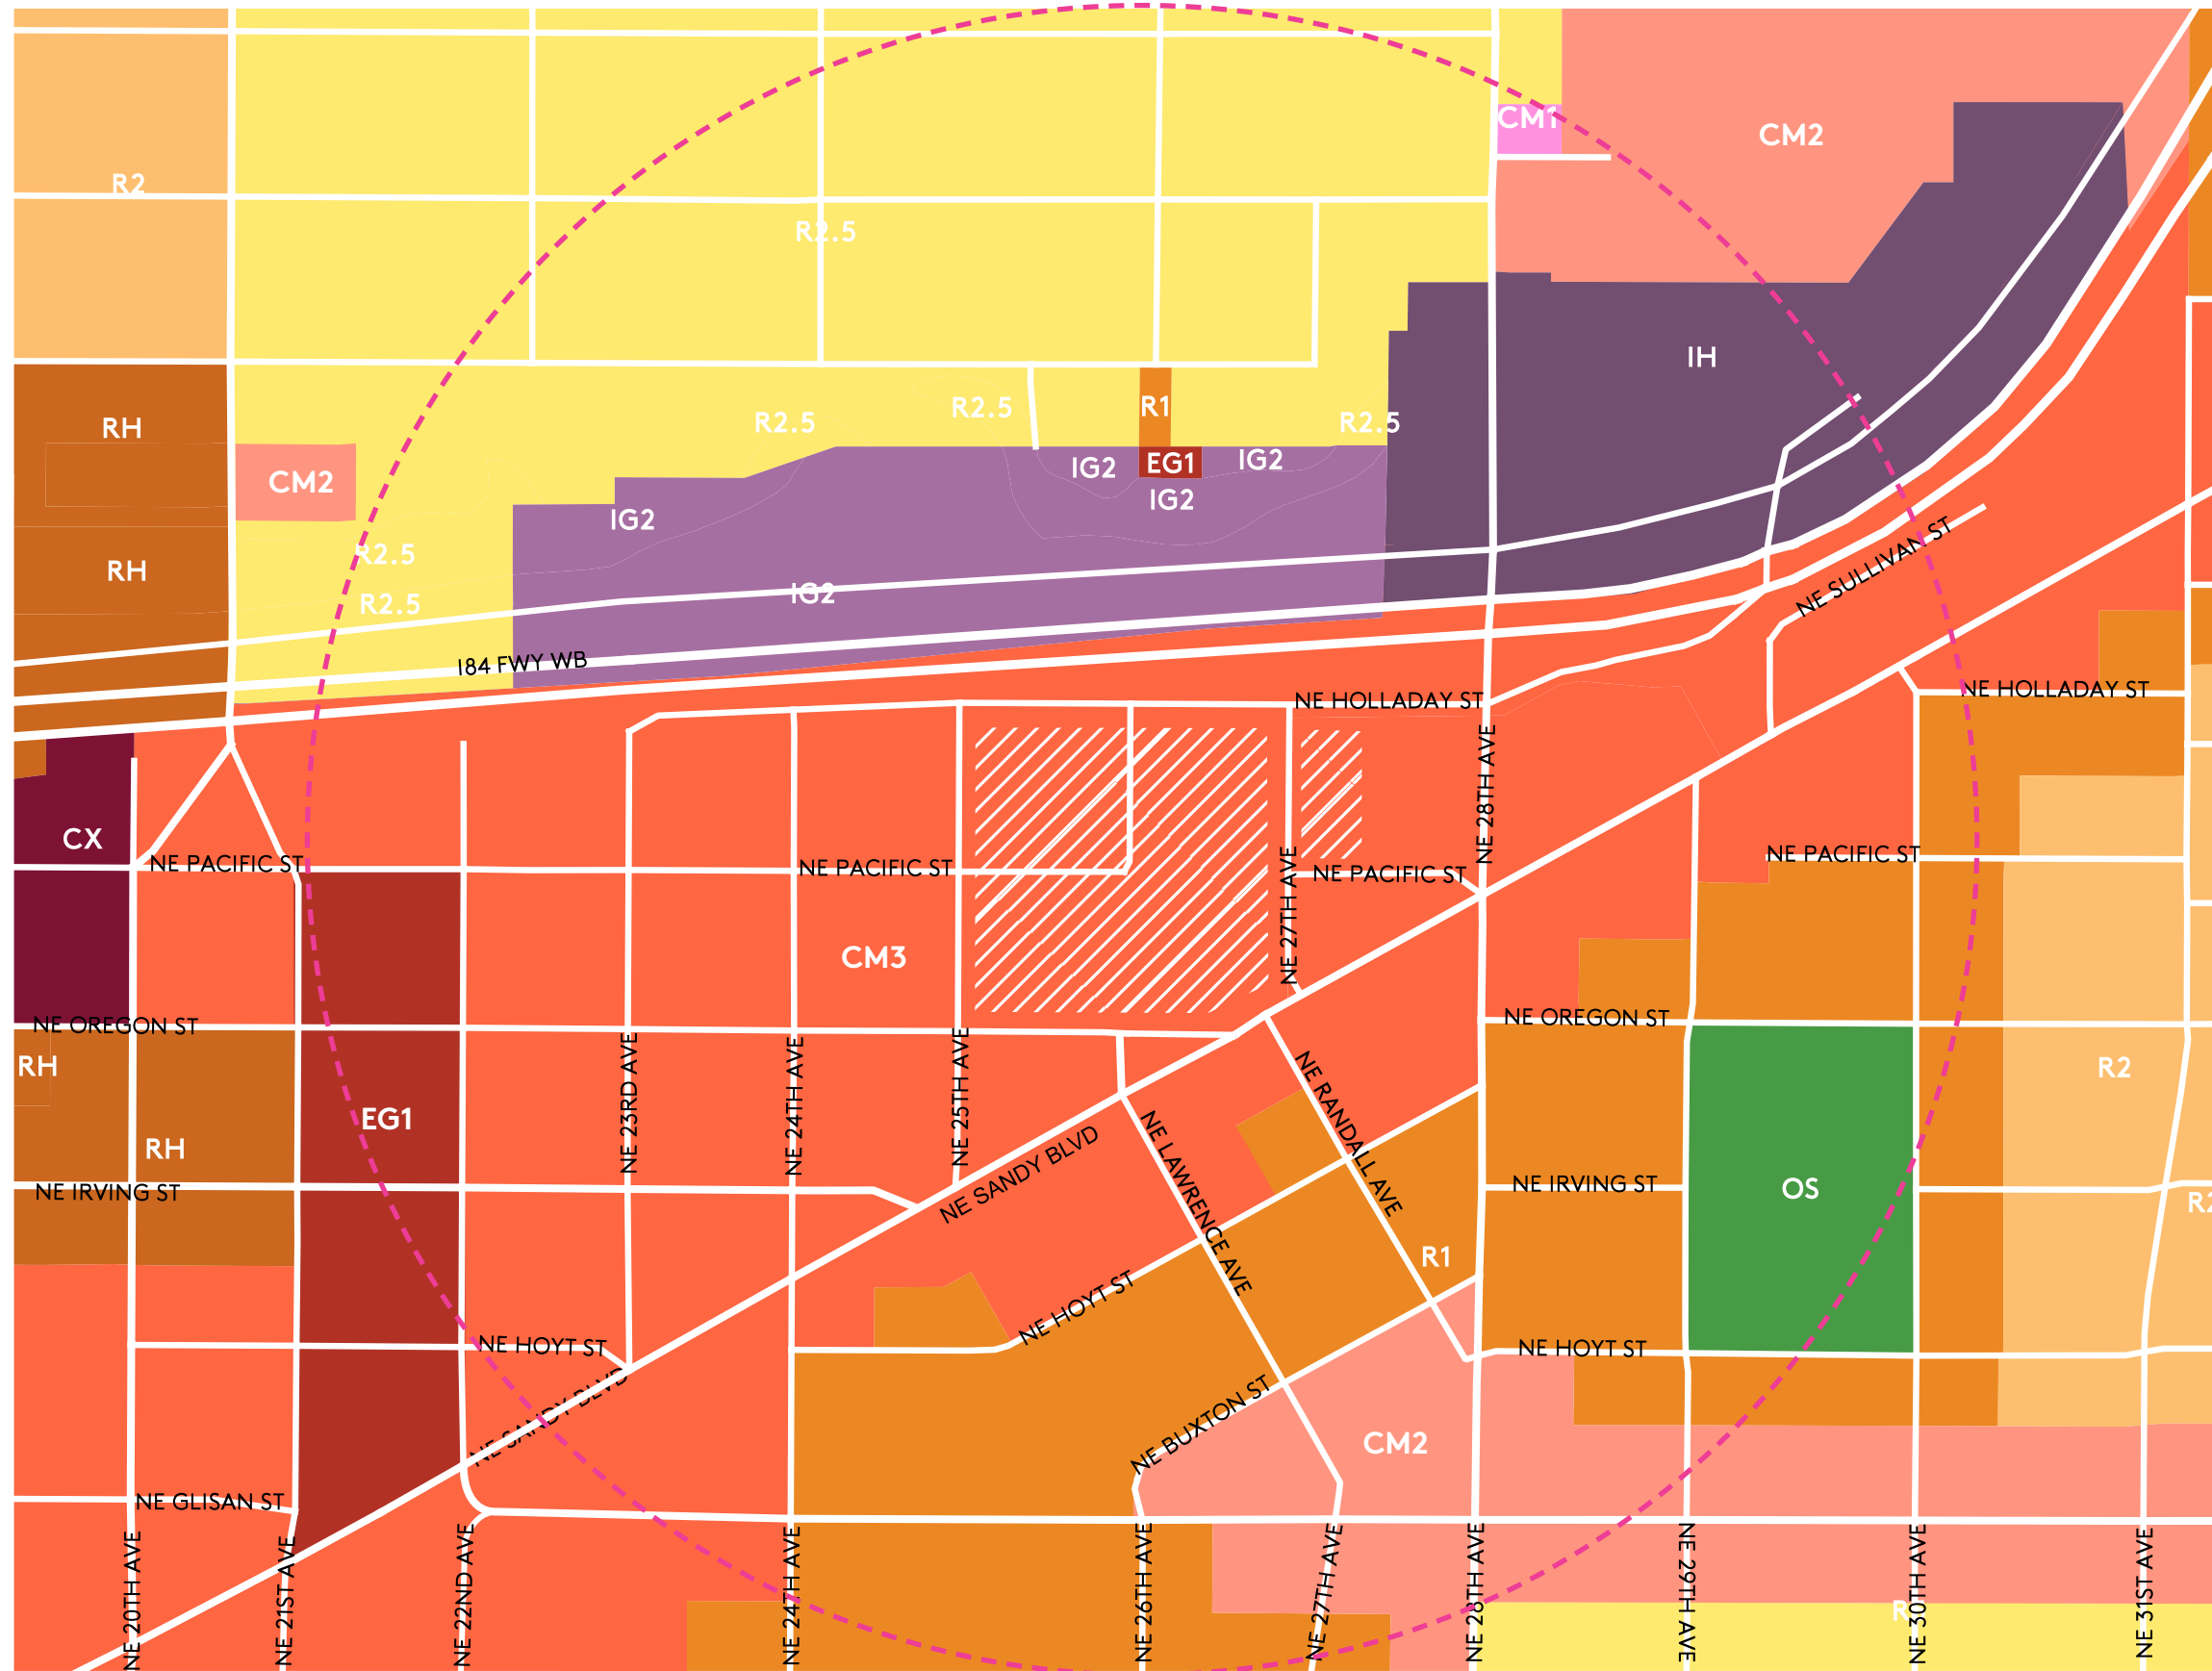 CM1
CM2
R2
R2.5
IH
R1
R2.5
R2.5
R2.5
RH
IG2
EG1
IG2
CM2
IG2
IG2
NE SULLIVAN ST
R2.5
RH
IG2
R2.5
I84 FWY WB
NE HOLLADAY ST
NE HOLLADAY ST
NE 28TH AVE
CX
NE PACIFIC ST
NE PACIFIC ST
NE PACIFIC ST
NE PACIFIC ST
NE 27TH AVE
CM3
NE OREGON ST
NE OREGON ST
RH
NE 23RD AVE
NE 24TH AVE
NE 25TH AVE
NE RANDALL AVE
R2
EG1
RH
NE SANDY BLVD
NE LAWRENCE AVE
NE IRVING ST
NE IRVING ST
OS
R2
R1
NE HOYT ST
NE HOYT ST
NE HOYT ST
NE SANDY BLVD
NE BUXTON ST
CM2
NE GLISAN ST
NE 20TH AVE
NE 21ST AVE
NE 22ND AVE
NE 24TH AVE
NE 26TH AVE
NE 27TH AVE
NE 28TH AVE
NE 29TH AVE
NE 30TH AVE
NE 31ST AVE